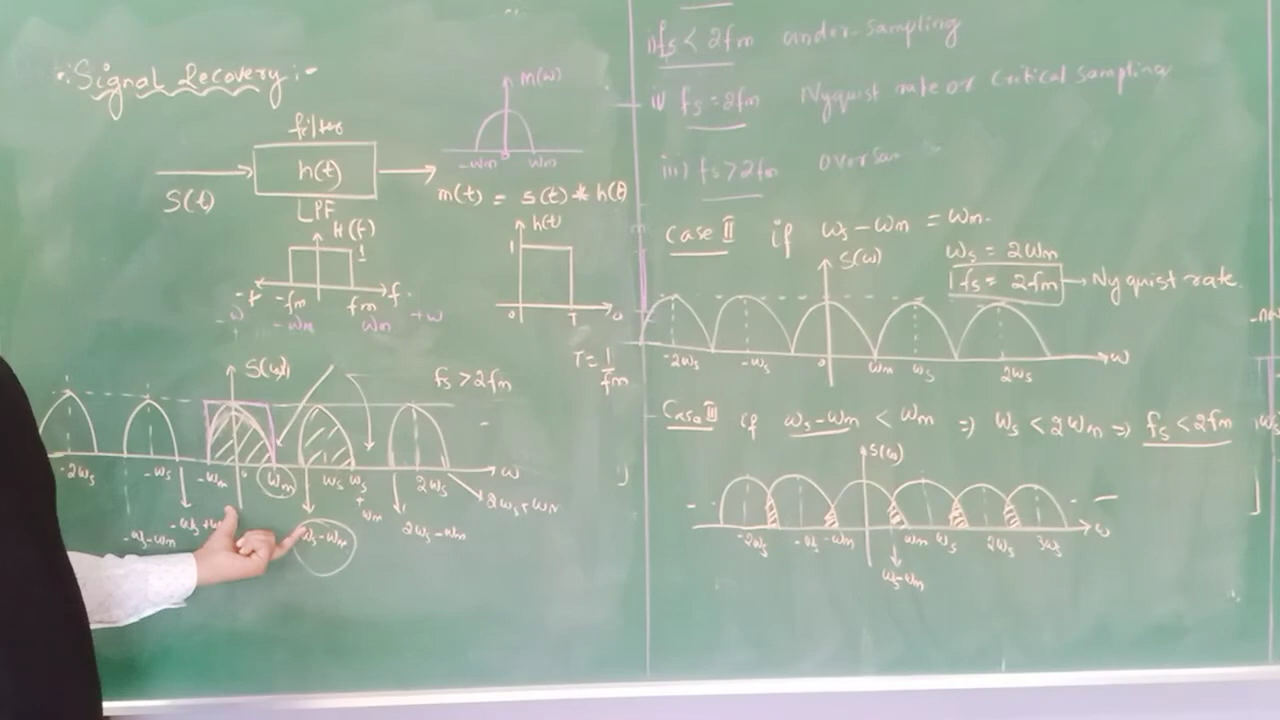 Signal Recovery :-
filter
h(t)
LPF
S(t)
m(ω)
-ωm ωm
m(t) = s(t) * h(t)
H(f)
1
-f -fm fm f
-ω -ωm ωm +ω
h(t)
1
0 T
T = 1/fm
S(ω)
fs > 2fm
-2ωs -ωs -ωm 0 ωm ωs ωs + ωm 2ωs 2ωs+ωm ω
-ωs-ωm ωs-ωm 2ωs-ωm
i) fs < 2fm under-sampling
ii) fs = 2fm Nyquist rate or Critical sampling
iii) fs > 2fm
Case II if ωs - ωm = ωm.
ωs = 2ωm
fs = 2fm → Nyquist rate.
S(ω)
-2ωs -ωs 0 ωm ωs 2ωs ω
Case III if ωs-ωm < ωm => ωs < 2ωm => fs < 2fm
S(ω)
-2ωs -ωs -ωm ωm ωs 2ωs 3ωs ω
ωs-ωm